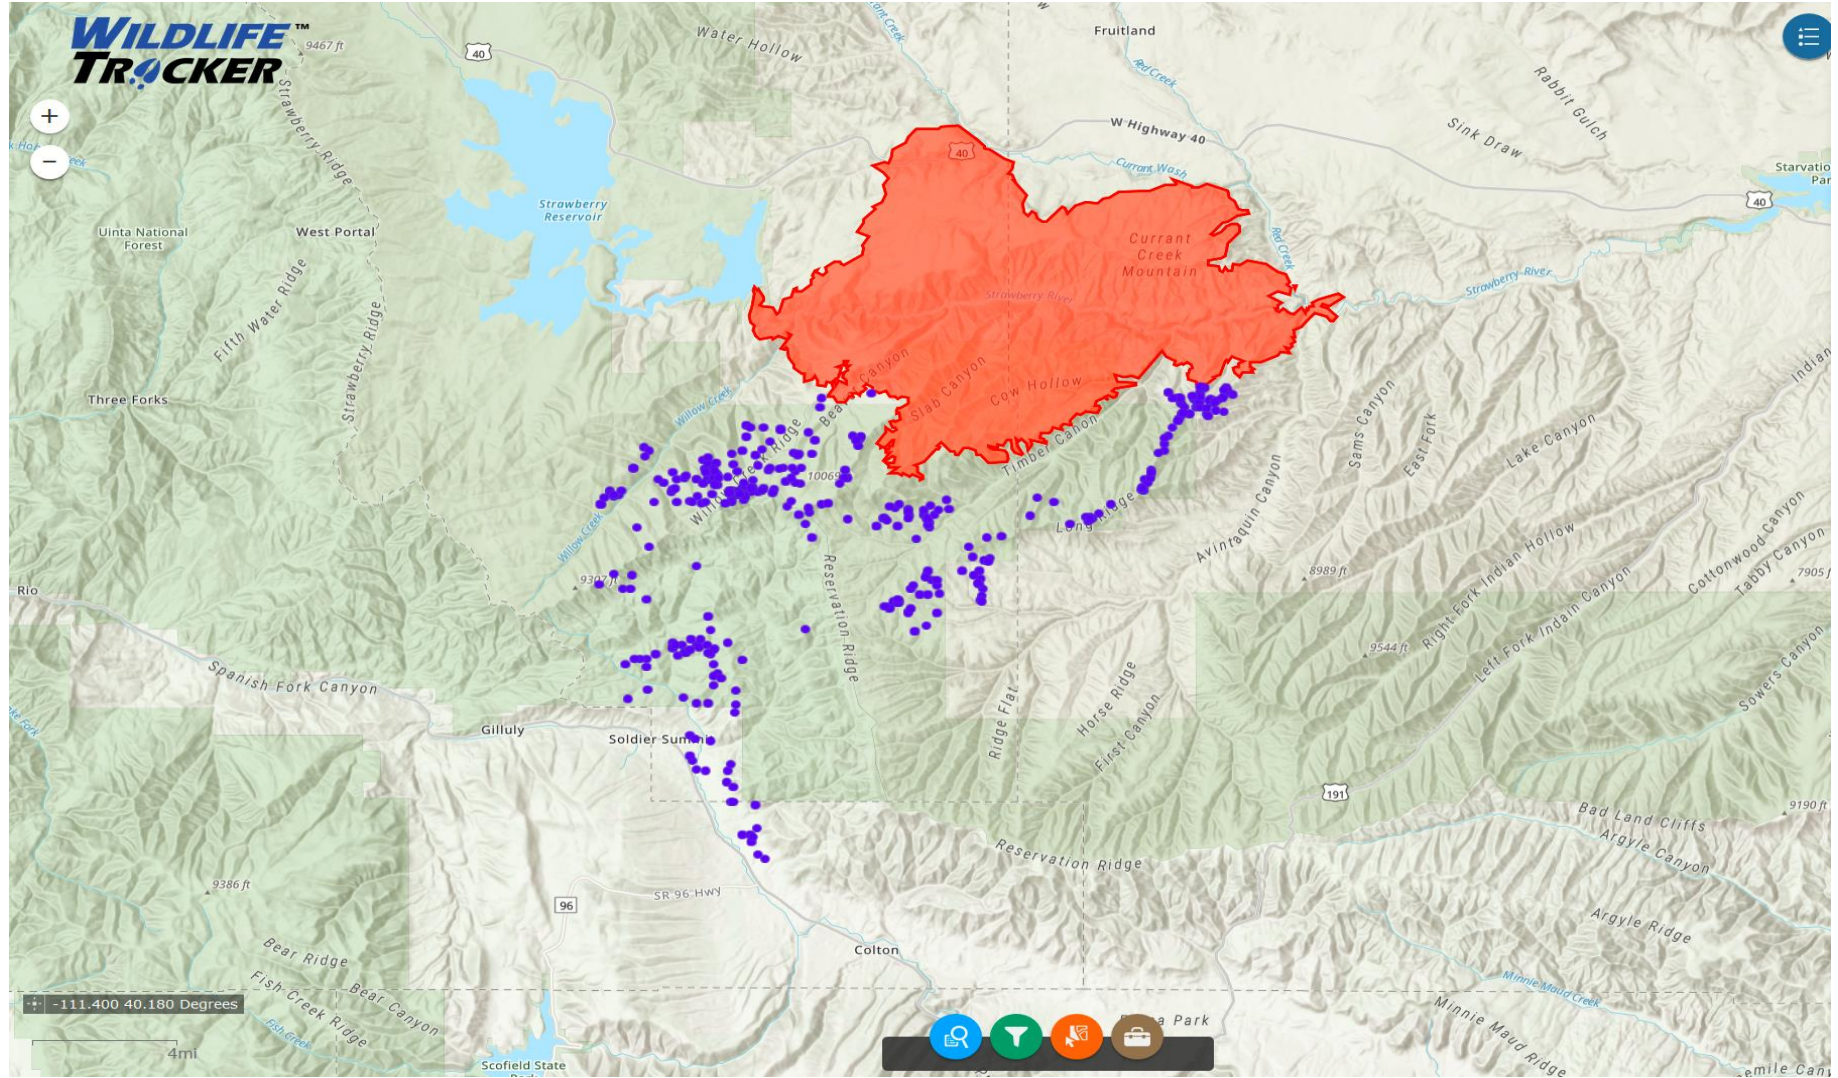 WILDLIFE™
TRACKER
9467 ft
40
Water Hollow
Fruitland
Red Creek
Rabbit Gulch
Sink Draw
W Highway 40
Currant Wash
40
Starvatio
Par
40
+
−
Strawberry Ridge
Strawberry
Reservoir
Uinta National
Forest
West Portal
Fifth Water Ridge
Strawberry Ridge
Currant
Creek
Mountain
Red Creek
Strawberry River
Strawberry River
Three Forks
Willow Creek
Slab Canyon
Cow Hollow
Timber Canon
Sams Canyon
East Fork
Lake Canyon
Indian
10069
Willow Creek
Long Ridge
Avintaquin Canyon
Right Fork Indian Hollow
Cottonwood Canyon
Tabby Canyon
Rio
9307 ft
8989 ft
7905 f
Reservation Ridge
9544 ft
Left Fork Indain Canyon
Sowers Canyon
Spanish Fork Canyon
Ridge Flat
Horse Ridge
First Canyon
Gilluly
Soldier Summit
191
Bad Land Cliffs
9190 ft
Argyle Canyon
Reservation Ridge
9386 ft
SR 96 Hwy
96
Argyle Ridge
Bear Ridge
Colton
Fish Creek Ridge
Bear Canyon
Minnie Maud Creek
-111.400 40.180 Degrees
Fish Creek
Minnie Maud Ridge
Park
4mi
Scofield State